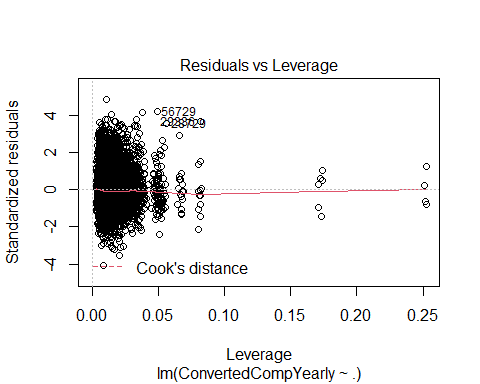 Residuals vs Leverage
Standardized residuals
4
2
0
-2
-4
56729
28729
Cook's distance
0.00 0.05 0.10 0.15 0.20 0.25
Leverage
lm(ConvertedCompYearly ~ .)